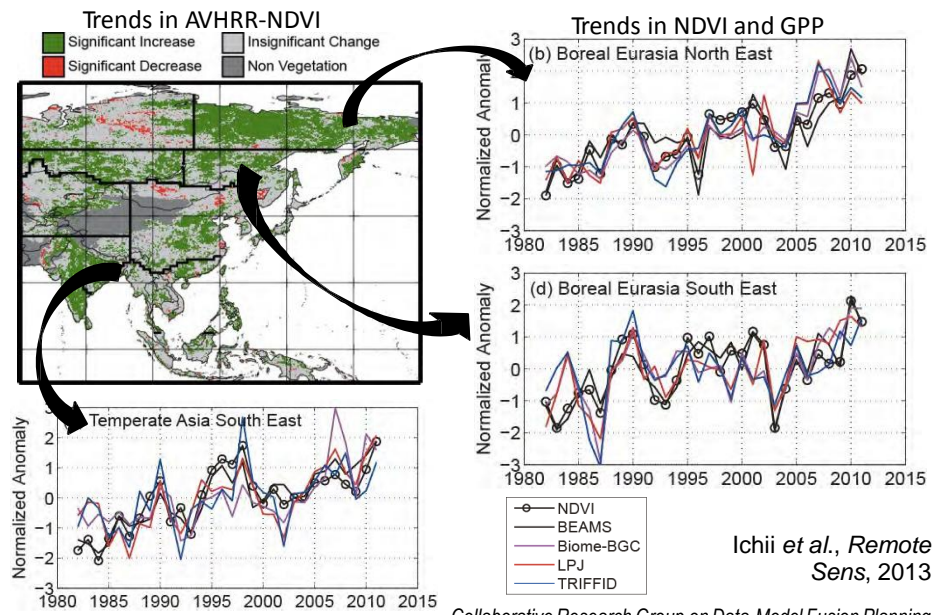 Trends in AVHRR-NDVI
Significant Increase
Insignificant Change
Significant Decrease
Non Vegetation
Trends in NDVI and GPP
(b) Boreal Eurasia North East
Normalized Anomaly
3
2
1
0
−1
−2
−3
1980 1985 1990 1995 2000 2005 2010 2015
(d) Boreal Eurasia South East
Normalized Anomaly
3
2
1
0
−1
−2
−3
1980 1985 1990 1995 2000 2005 2010 2015
Temperate Asia South East
Normalized Anomaly
3
2
1
0
−1
−2
−3
1980 1985 1990 1995 2000 2005 2010 2015
NDVI
BEAMS
Biome-BGC
LPJ
TRIFFID
Ichii et al., Remote
Sens, 2013
Collaborative Research Group on Data-Model Fusion Planning